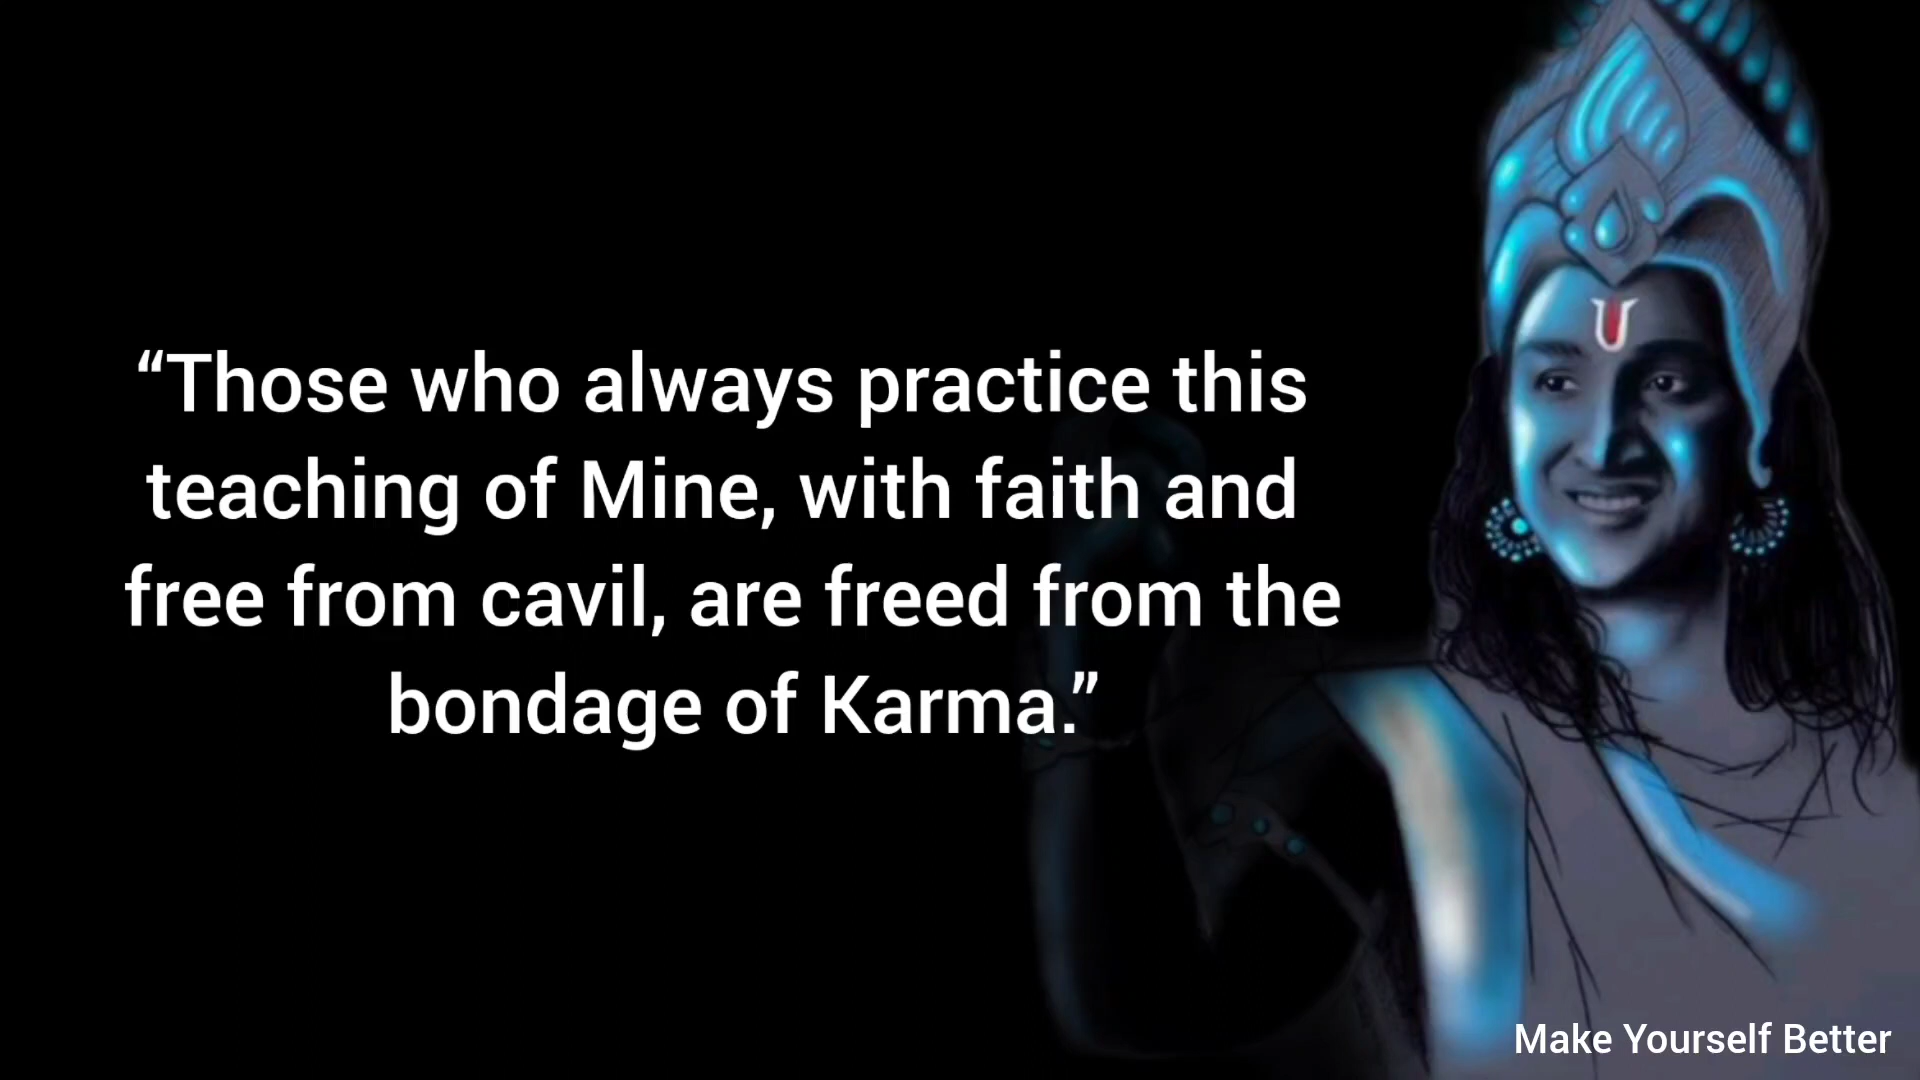 “Those who always practice this
teaching of Mine, with faith and
free from cavil, are freed from the
bondage of Karma.”
Make Yourself Better